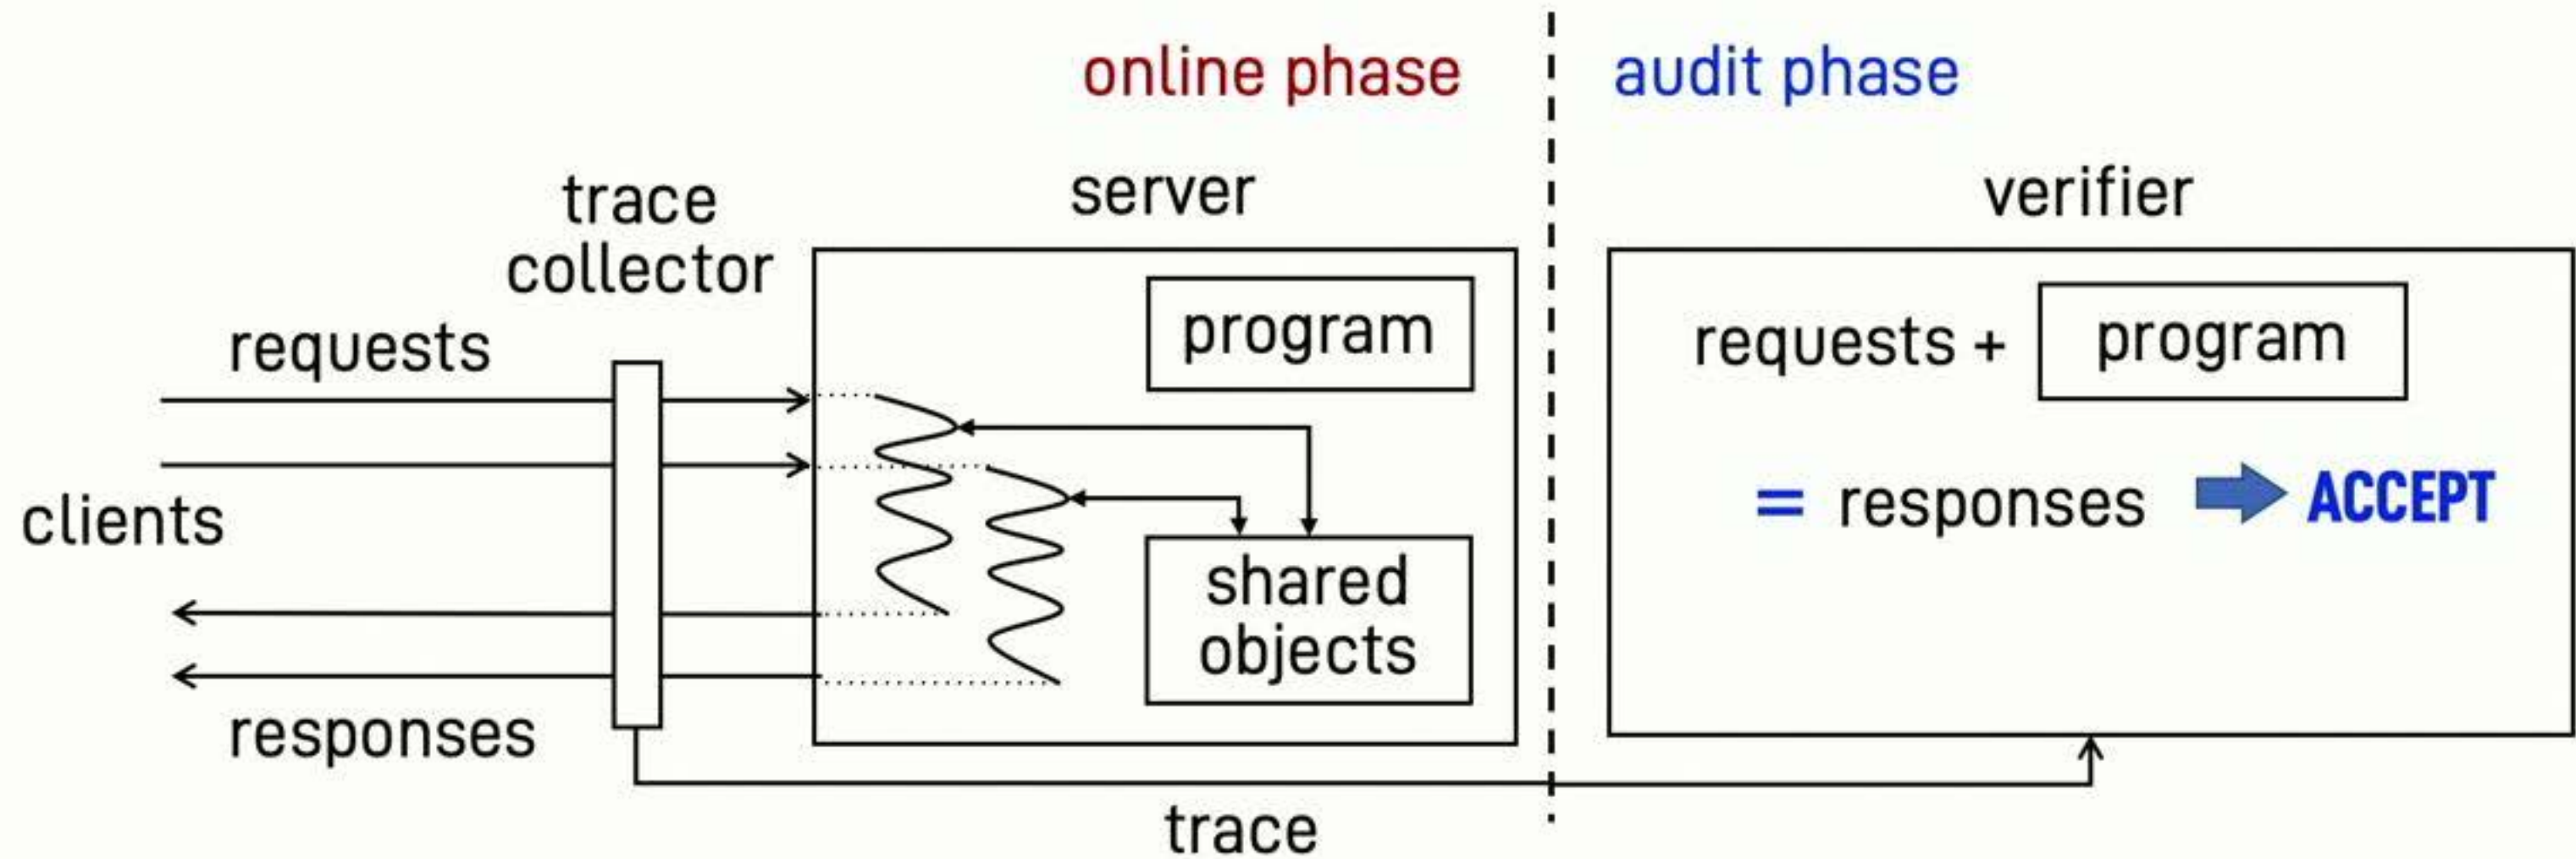 online phase
audit phase
trace
collector
server
verifier
requests
program
requests +
program
clients
= responses
ACCEPT
shared
objects
responses
trace